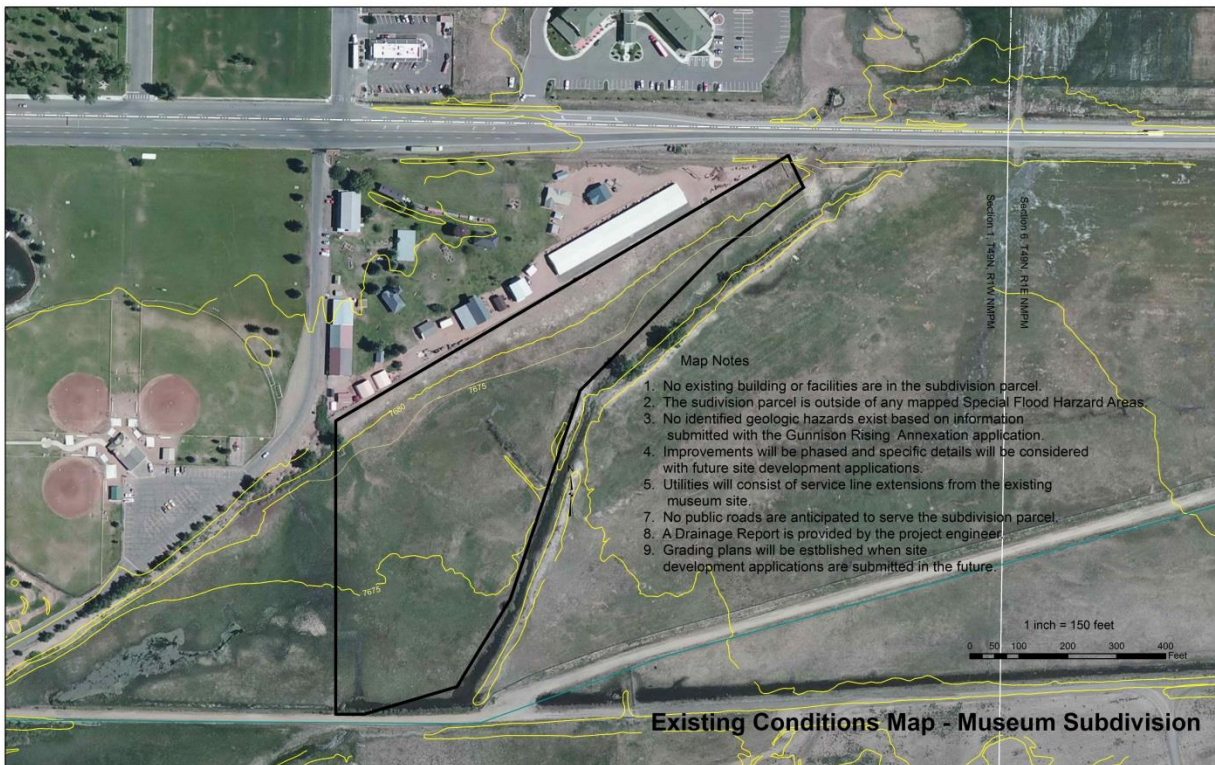 Section 1, T49N, R1W NMPM
Section 6, T49N, R1E NMPM
7675
7680
Map Notes
1. No existing building or facilities are in the subdivision parcel.
2. The sudivision parcel is outside of any mapped Special Flood Harzard Areas.
3. No identified geologic hazards exist based on information
submitted with the Gunnison Rising Annexation application.
4. Improvements will be phased and specific details will be considered
with future site development applications.
5. Utilities will consist of service line extensions from the existing
museum site.
7. No public roads are anticipated to serve the subdivision parcel.
8. A Drainage Report is provided by the project engineer.
9. Grading plans will be estblished when site
development applications are submitted in the future.
7675
1 inch = 150 feet
0 50 100 200 300 400
Feet
Existing Conditions Map - Museum Subdivision